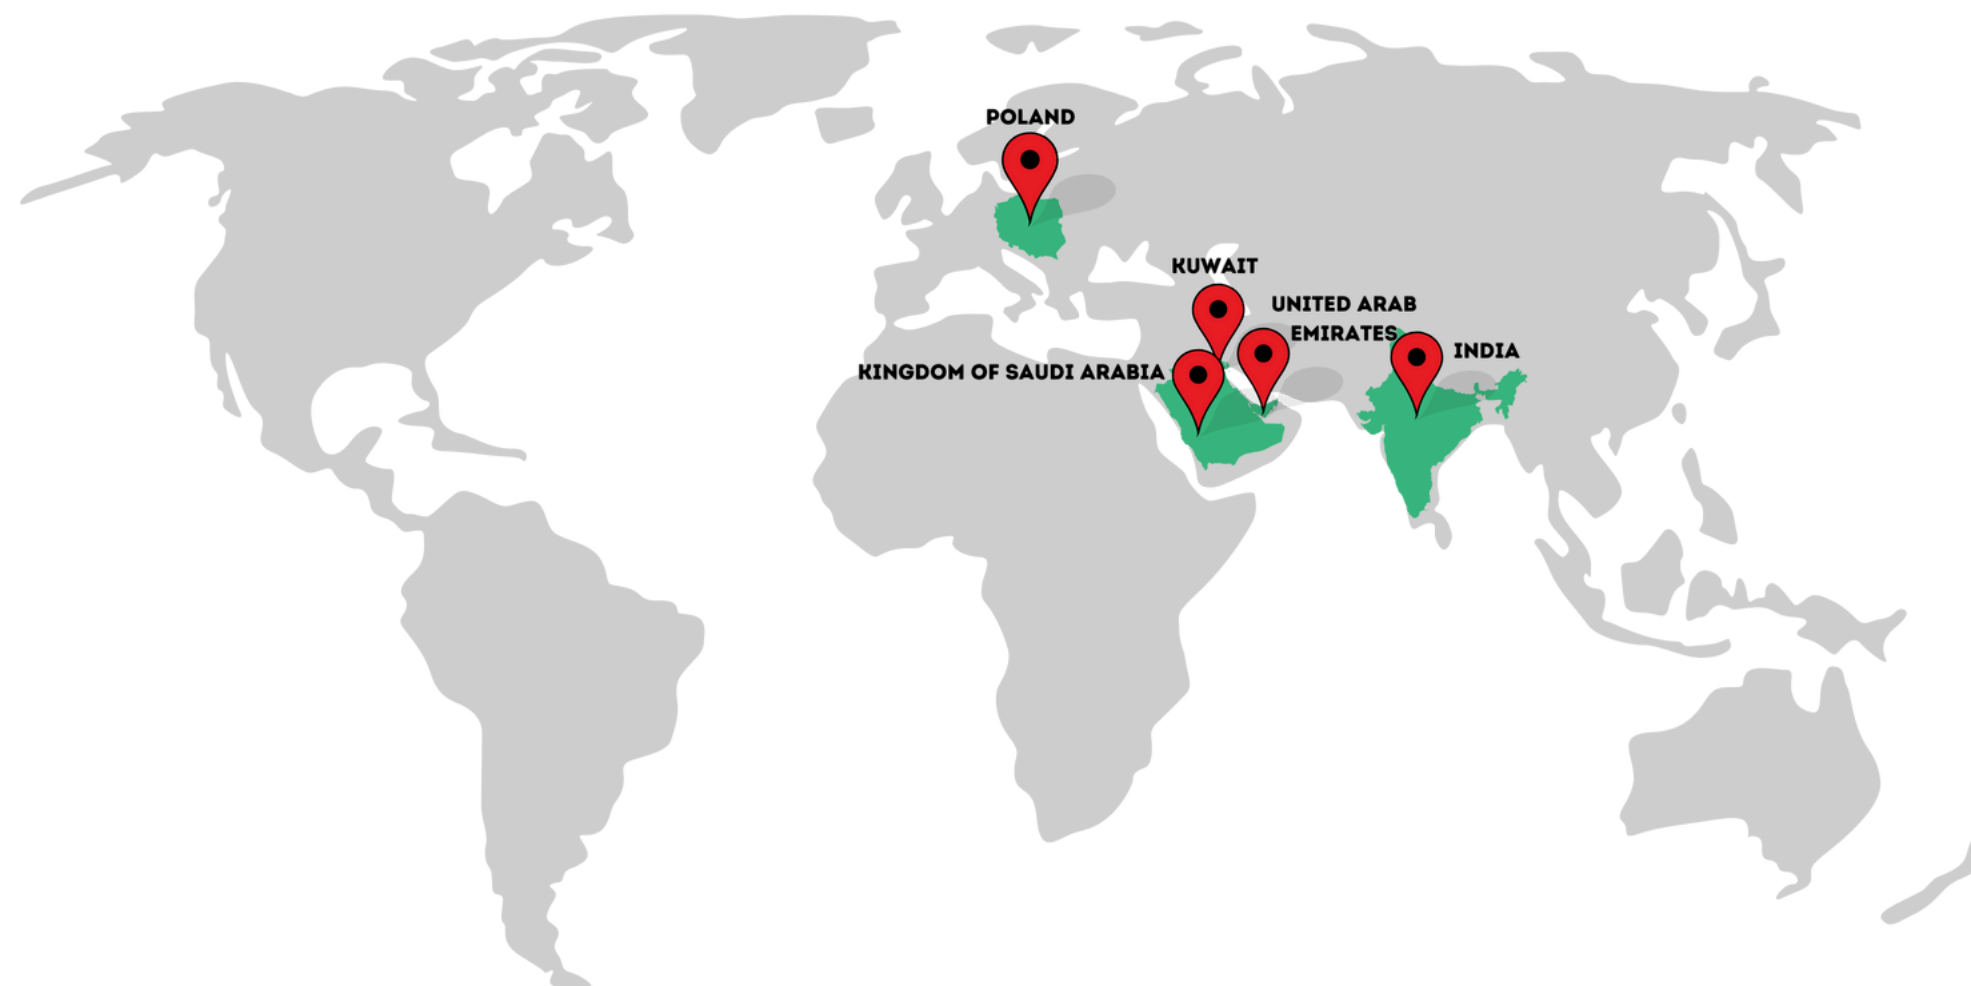 POLAND
KUWAIT
UNITED ARAB
EMIRATES
INDIA
KINGDOM OF SAUDI ARABIA